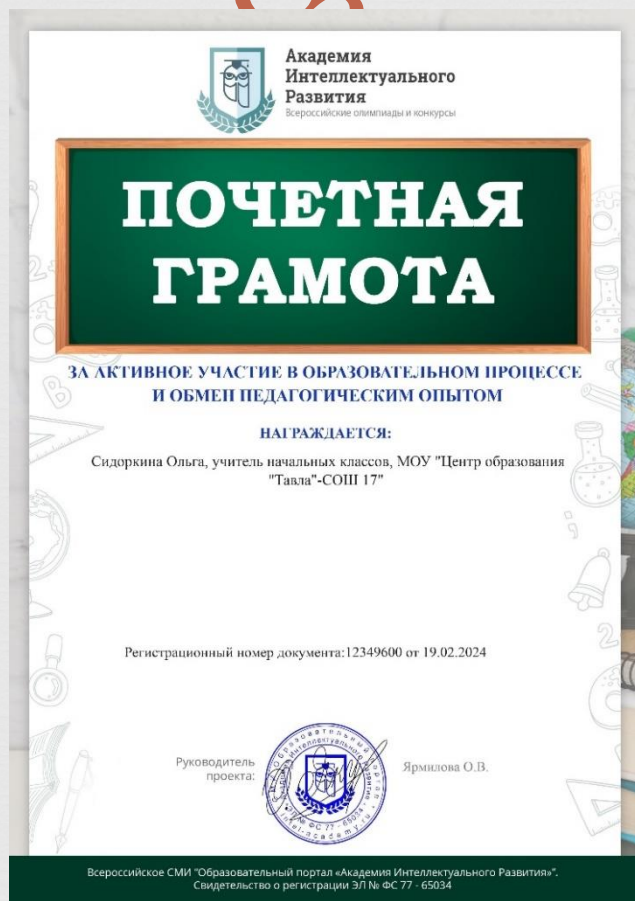 Академия
Интеллектуального
Развития
Всероссийские олимпиады и конкурсы
ПОЧЕТНАЯ
ГРАМОТА
ЗА АКТИВНОЕ УЧАСТИЕ В ОБРАЗОВАТЕЛЬНОМ ПРОЦЕССЕ
И ОБМЕН ПЕДАГОГИЧЕСКИМ ОПЫТОМ
НАГРАЖДАЕТСЯ:
Сидоркина Ольга, учитель начальных классов, МОУ "Центр образования
"Тавла"-СОШ 17"
Регистрационный номер документа:12349600 от 19.02.2024
Руководитель
проекта:
Ярмилова О.В.
Всероссийское СМИ "Образовательный портал «Академия Интеллектуального Развития»".
Свидетельство о регистрации ЭЛ № ФС 77 - 65034